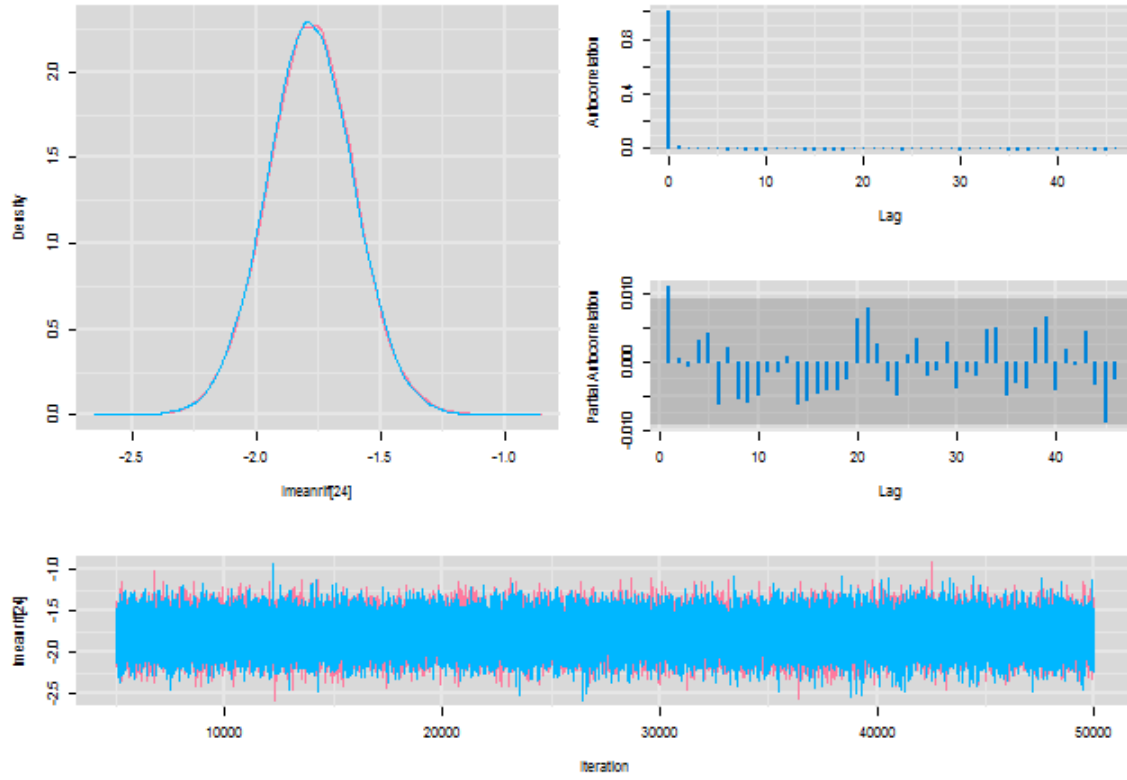 Density
0.0 0.5 1.0 1.5 2.0
-2.5 -2.0 -1.5 -1.0
lmeanrlf[24]
Autocorrelation
0.0 0.4 0.8
0 10 20 30 40
Lag
Partial Autocorrelation
-0.010 0.000 0.010
0 10 20 30 40
Lag
lmeanrlf[24]
-2.5 -2.0 -1.5 -1.0
10000 20000 30000 40000 50000
Iteration